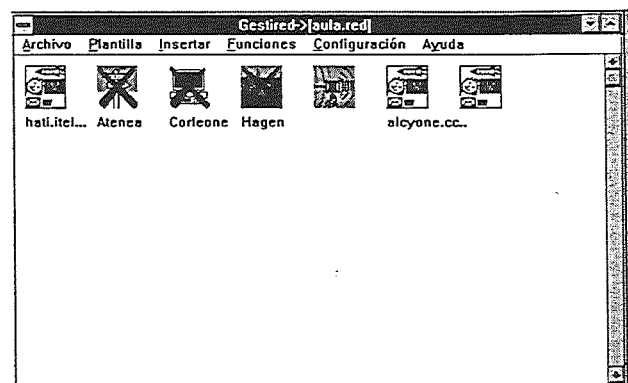 Gestired->[aula.red]
Archivo Plantilla Insertar Funciones Configuración Ayuda
hati.itel... Atenea Corleone Hagen alcyone.cc...